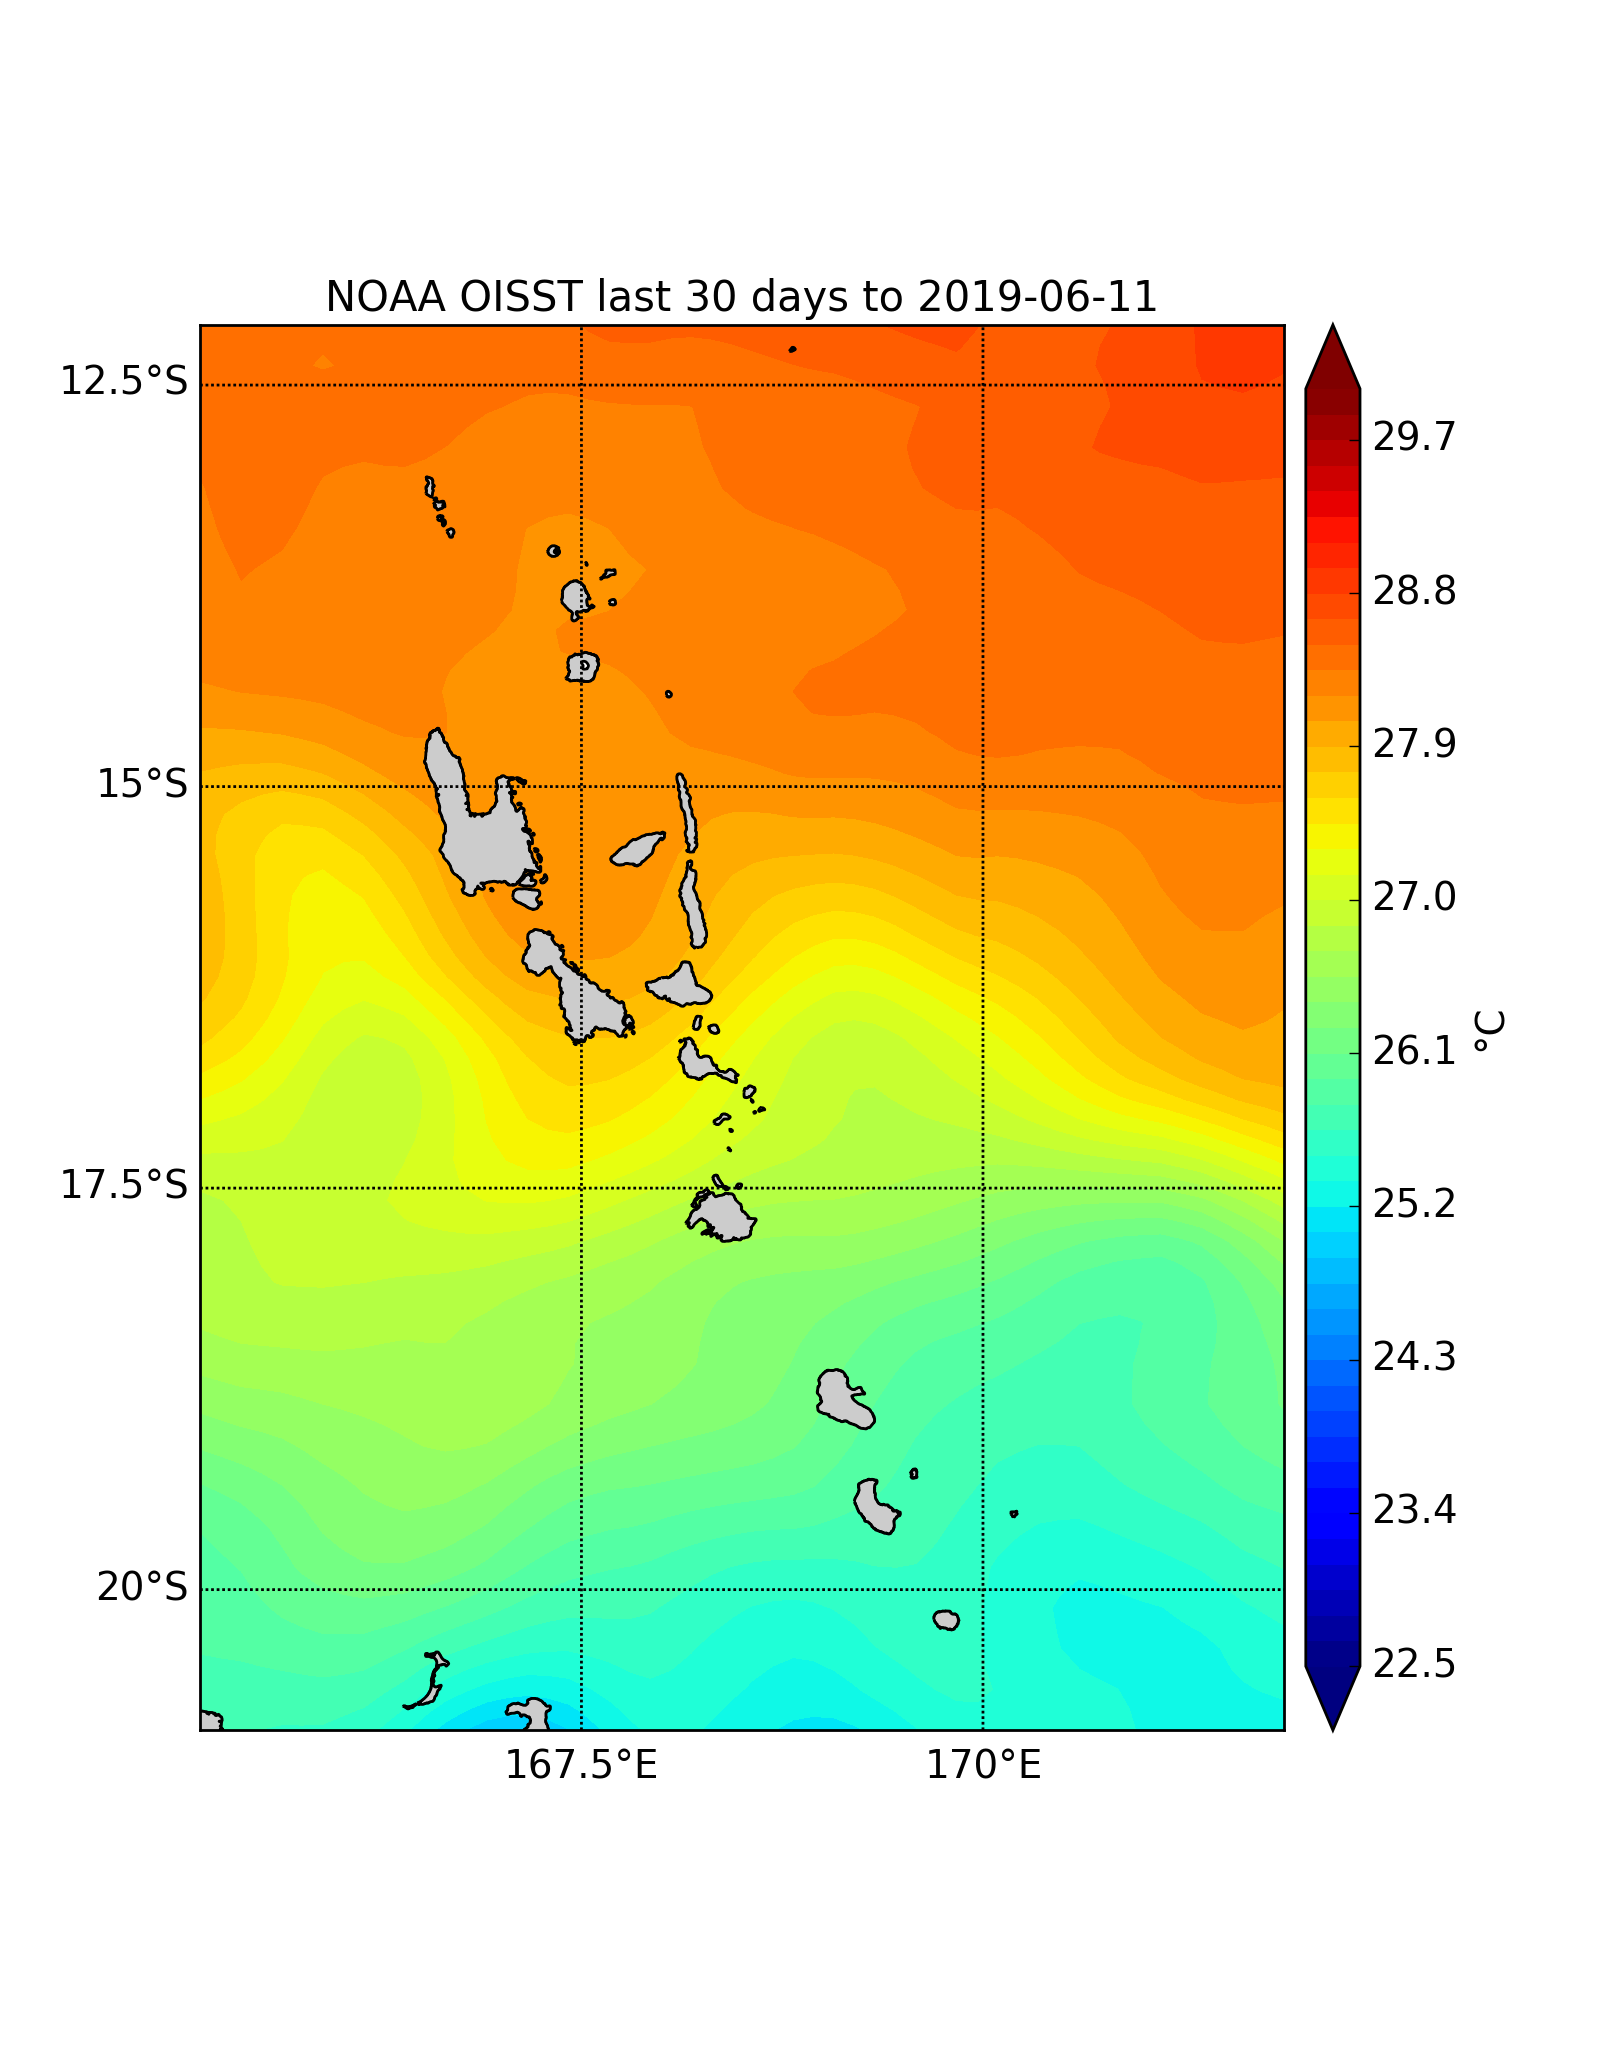 NOAA OISST last 30 days to 2019-06-11
12.5°S
15°S
17.5°S
20°S
167.5°E
170°E
29.7
28.8
27.9
27.0
26.1
25.2
24.3
23.4
22.5
°C